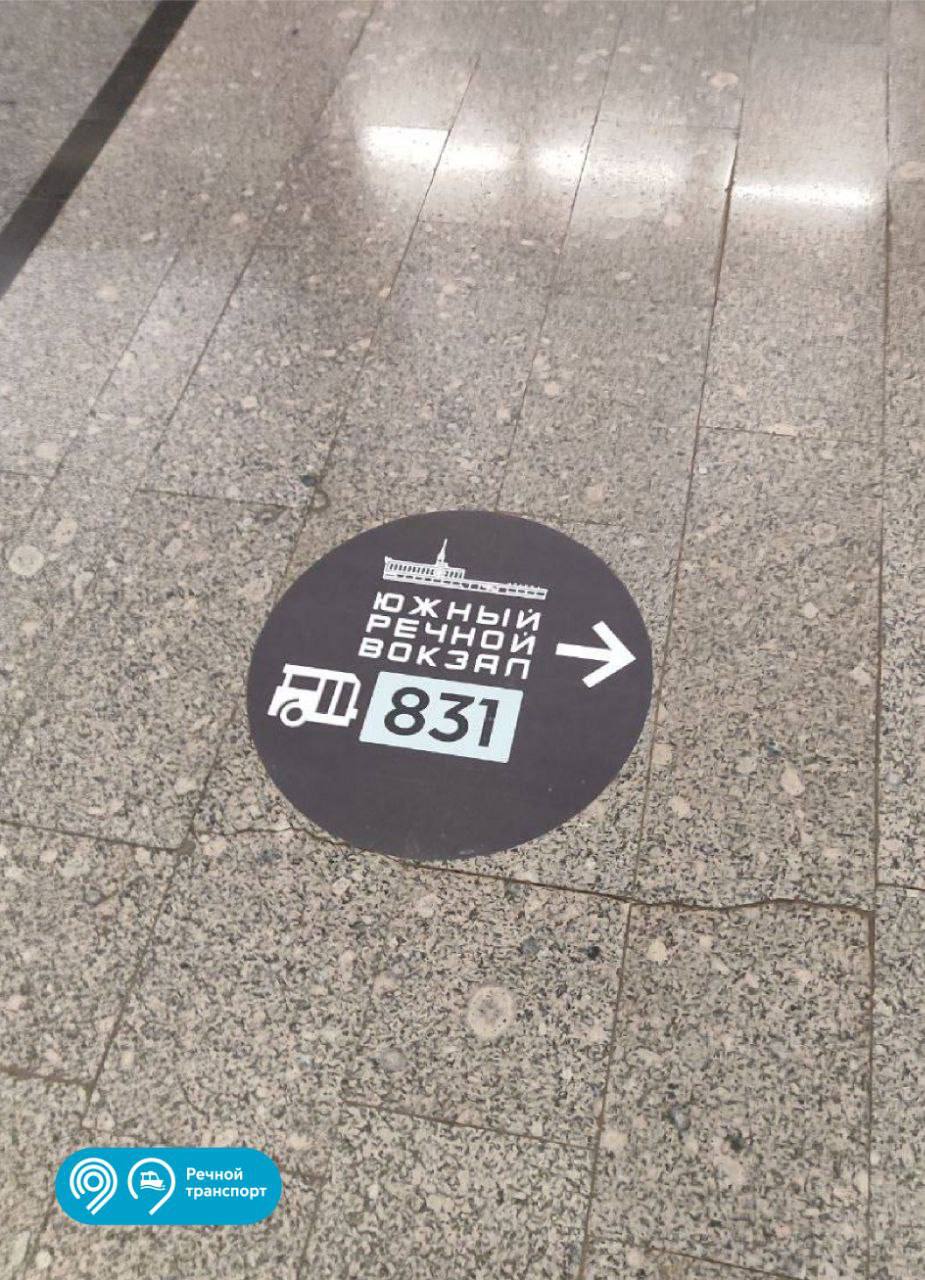 ЮЖНЫЙ
РЕЧНОЙ
ВОКЗАЛ
831
Речной
транспорт